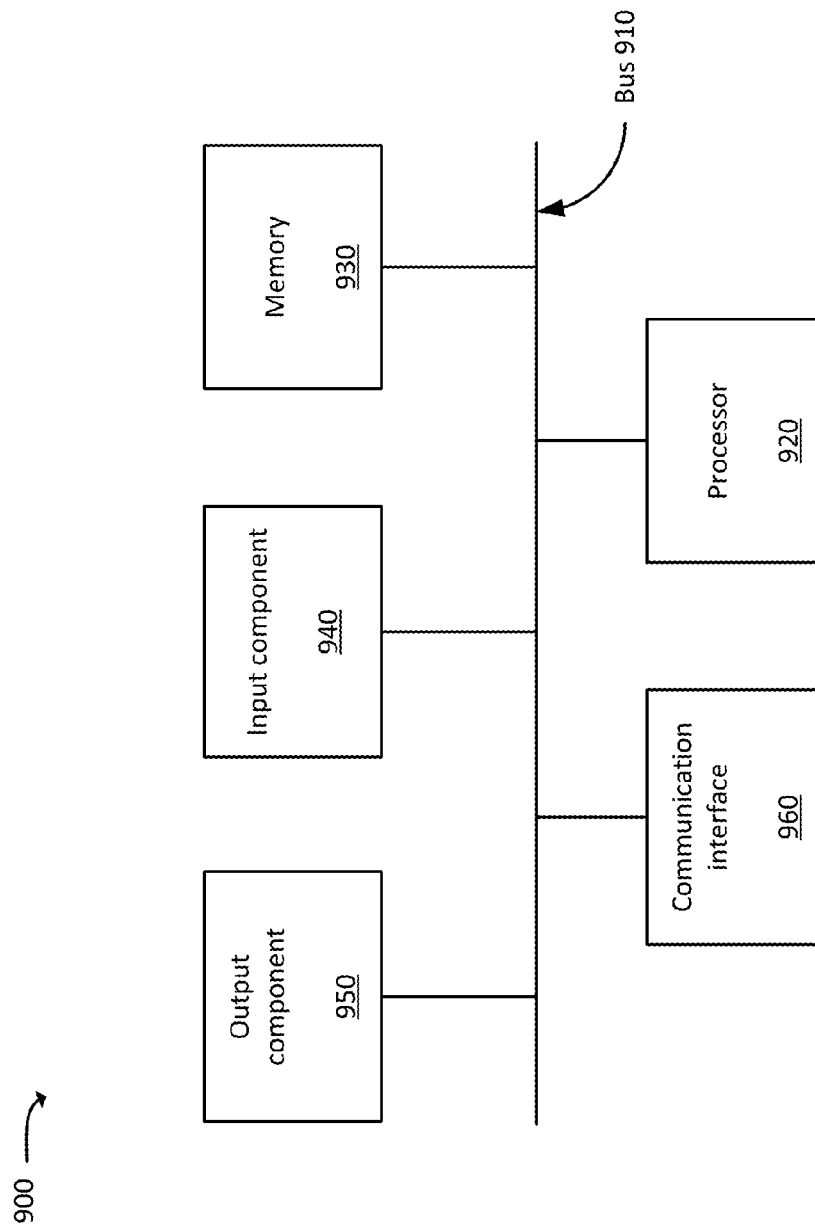 900
Output
component
950
Input component
940
Memory
930
Bus 910
Communication
interface
960
Processor
920